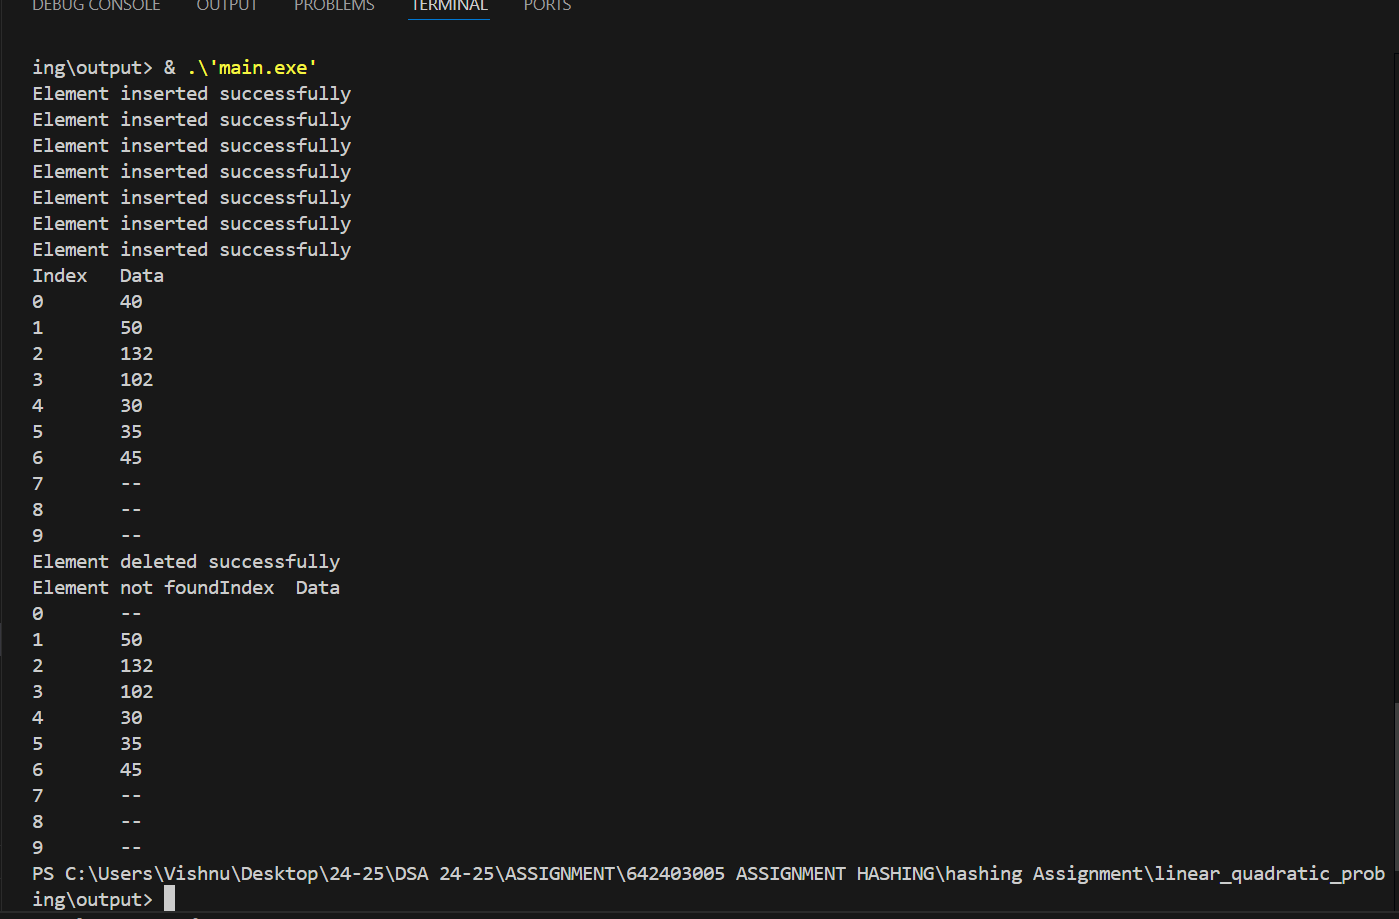 DEBUG CONSOLE OUTPUT PROBLEMS TERMINAL PORTS
ing\output> & .\'main.exe'
Element inserted successfully
Element inserted successfully
Element inserted successfully
Element inserted successfully
Element inserted successfully
Element inserted successfully
Element inserted successfully
Index Data
0 40
1 50
2 132
3 102
4 30
5 35
6 45
7 --
8 --
9 --
Element deleted successfully
Element not foundIndex Data
0 --
1 50
2 132
3 102
4 30
5 35
6 45
7 --
8 --
9 --
PS C:\Users\Vishnu\Desktop\24-25\DSA 24-25\ASSIGNMENT\642403005 ASSIGNMENT HASHING\hashing Assignment\linear_quadratic_prob
ing\output>